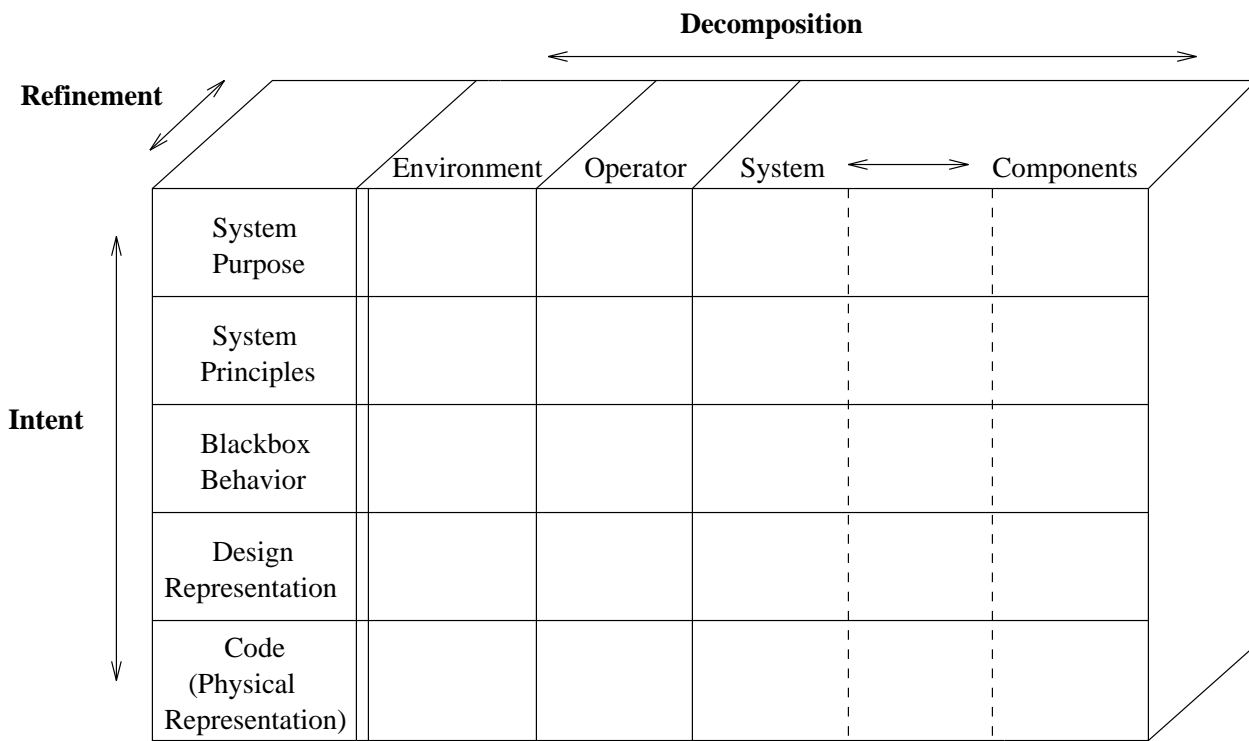 Decomposition
Refinement
Environment Operator System Components
System
Purpose
System
Principles
Intent
Blackbox
Behavior
Design
Representation
Code
(Physical
Representation)